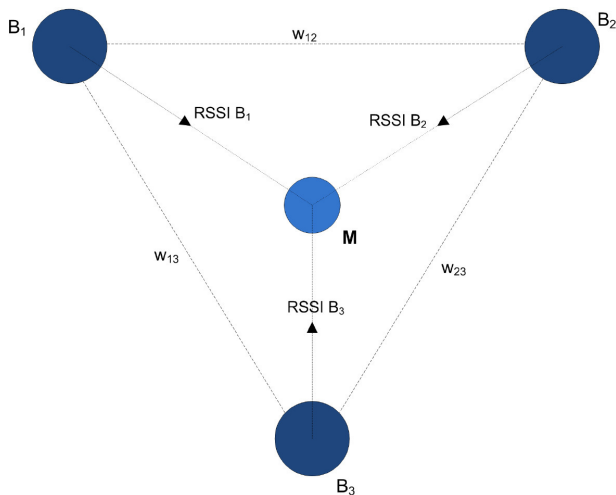 B₁
w₁₂
B₂
RSSI B₁
RSSI B₂
M
w₁₃
w₂₃
RSSI B₃
B₃